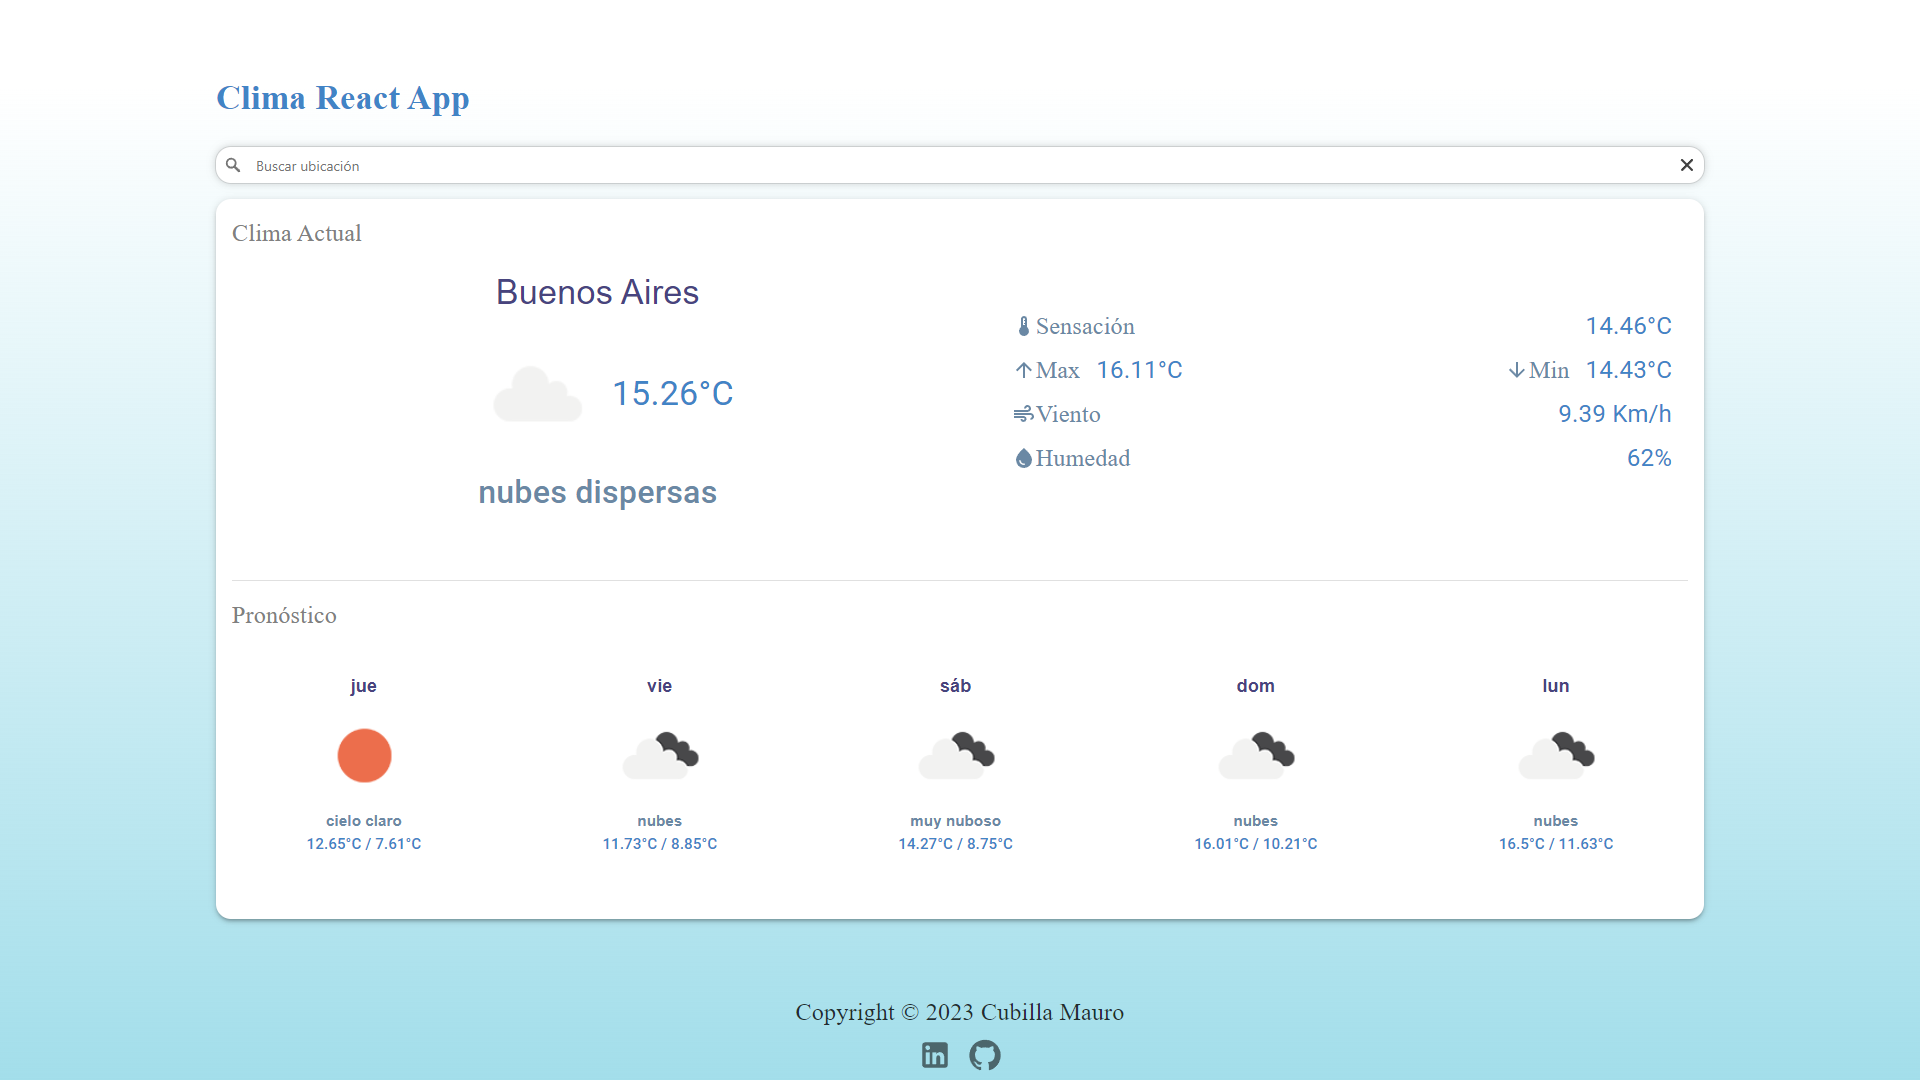 Clima React App
Buscar ubicación
Clima Actual
Buenos Aires
15.26°C
nubes dispersas
Sensación 14.46°C
Max 16.11°C Min 14.43°C
Viento 9.39 Km/h
Humedad 62%
Pronóstico
jue vie sáb dom lun
cielo claro nubes muy nuboso nubes nubes
12.65°C / 7.61°C 11.73°C / 8.85°C 14.27°C / 8.75°C 16.01°C / 10.21°C 16.5°C / 11.63°C
Copyright © 2023 Cubilla Mauro